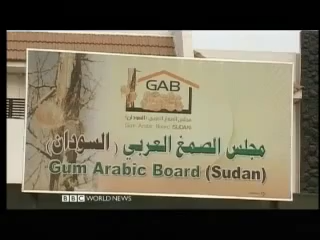 GAB
مجلس الصمغ العربي (السودان)
Gum Arabic Board (SUDAN)
مجلس الصمغ العربي (السودان)
Gum Arabic Board (Sudan)
BBC WORLD NEWS